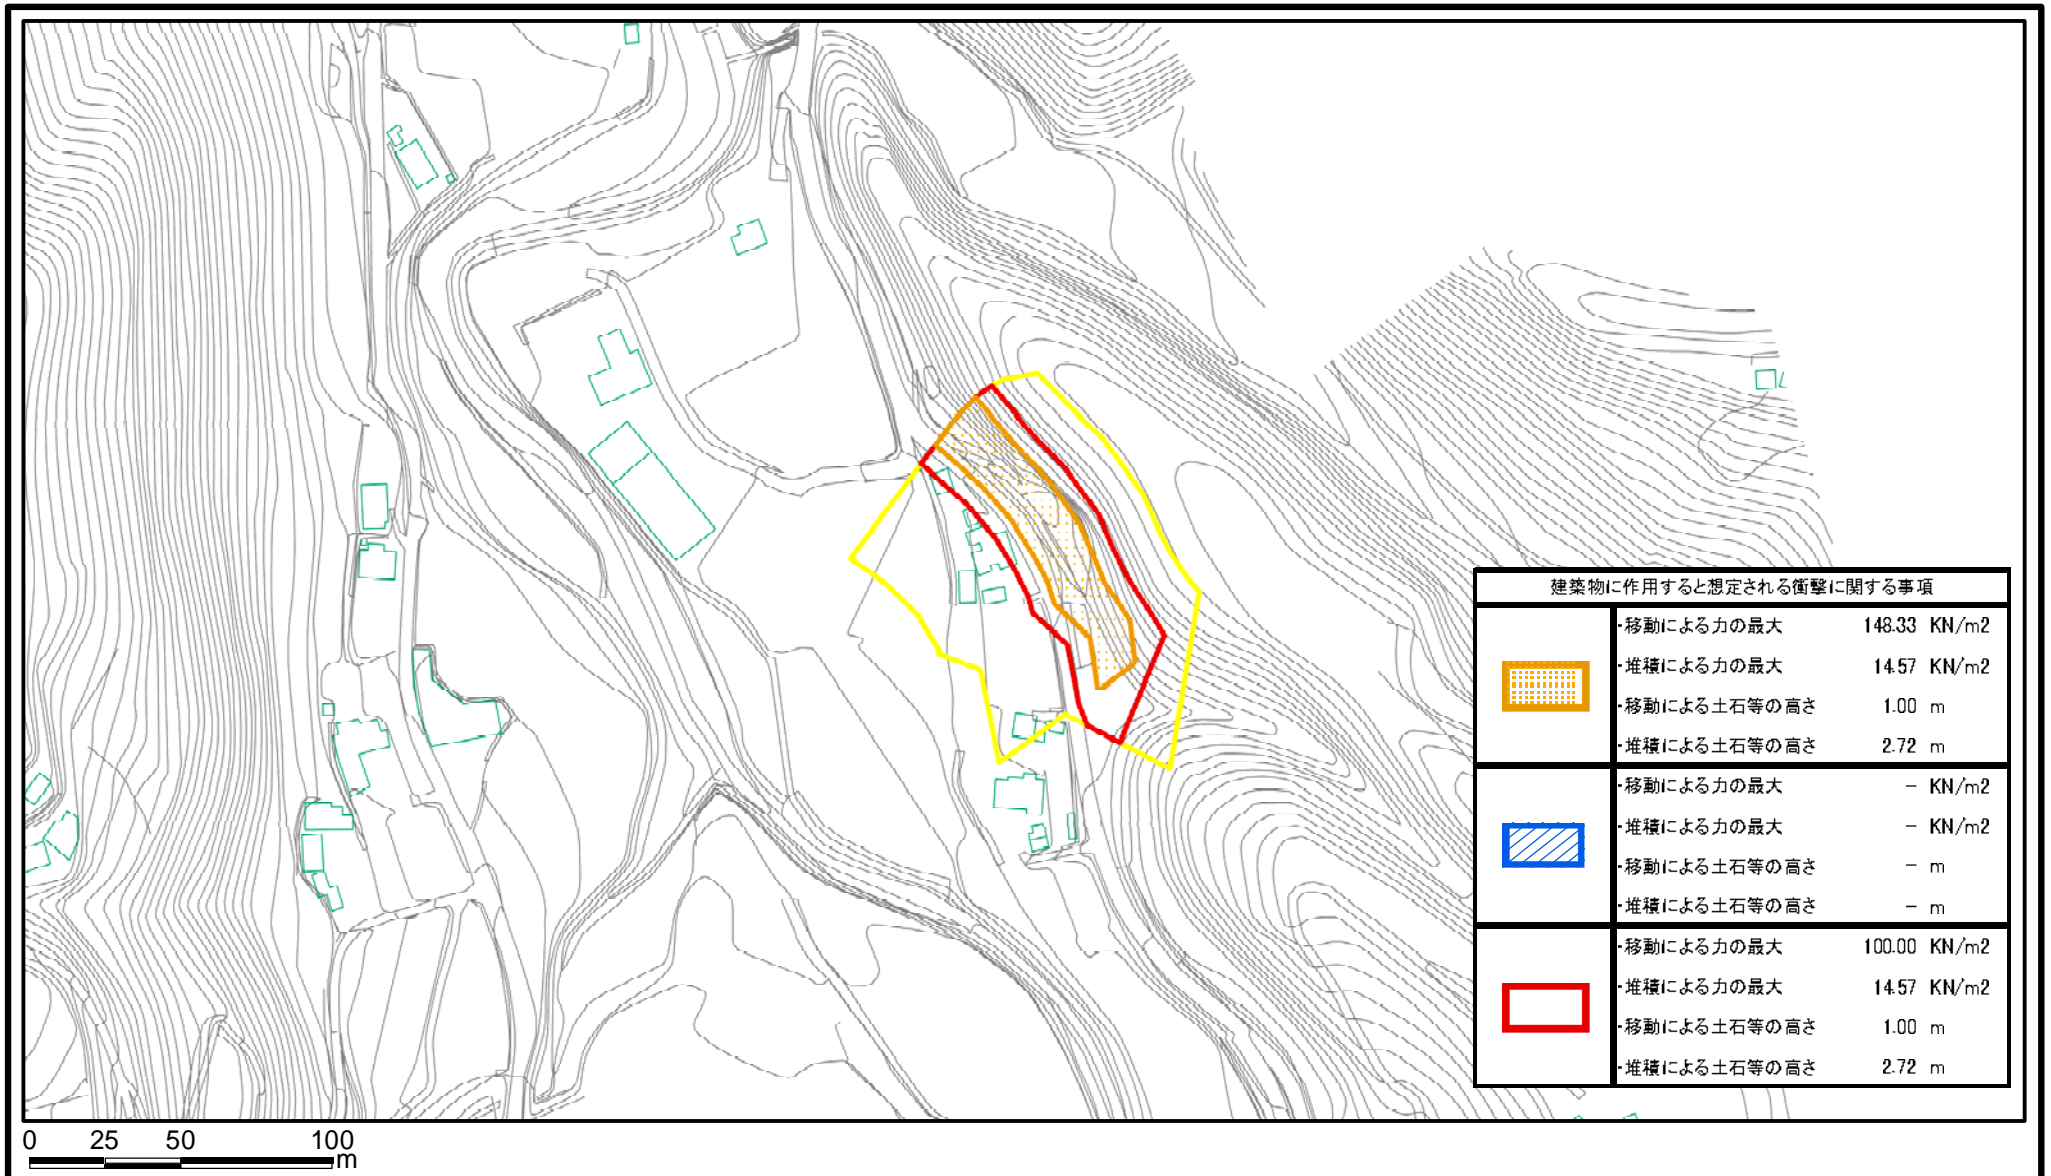 建築物に作用すると想定される衝撃に関する事項
・移動による力の最大 148.33 KN/m2
・堆積による力の最大 14.57 KN/m2
・移動による土石等の高さ 1.00 m
・堆積による土石等の高さ 2.72 m
・移動による力の最大 - KN/m2
・堆積による力の最大 - KN/m2
・移動による土石等の高さ - m
・堆積による土石等の高さ - m
・移動による力の最大 100.00 KN/m2
・堆積による力の最大 14.57 KN/m2
・移動による土石等の高さ 1.00 m
・堆積による土石等の高さ 2.72 m
0 25 50 100
m